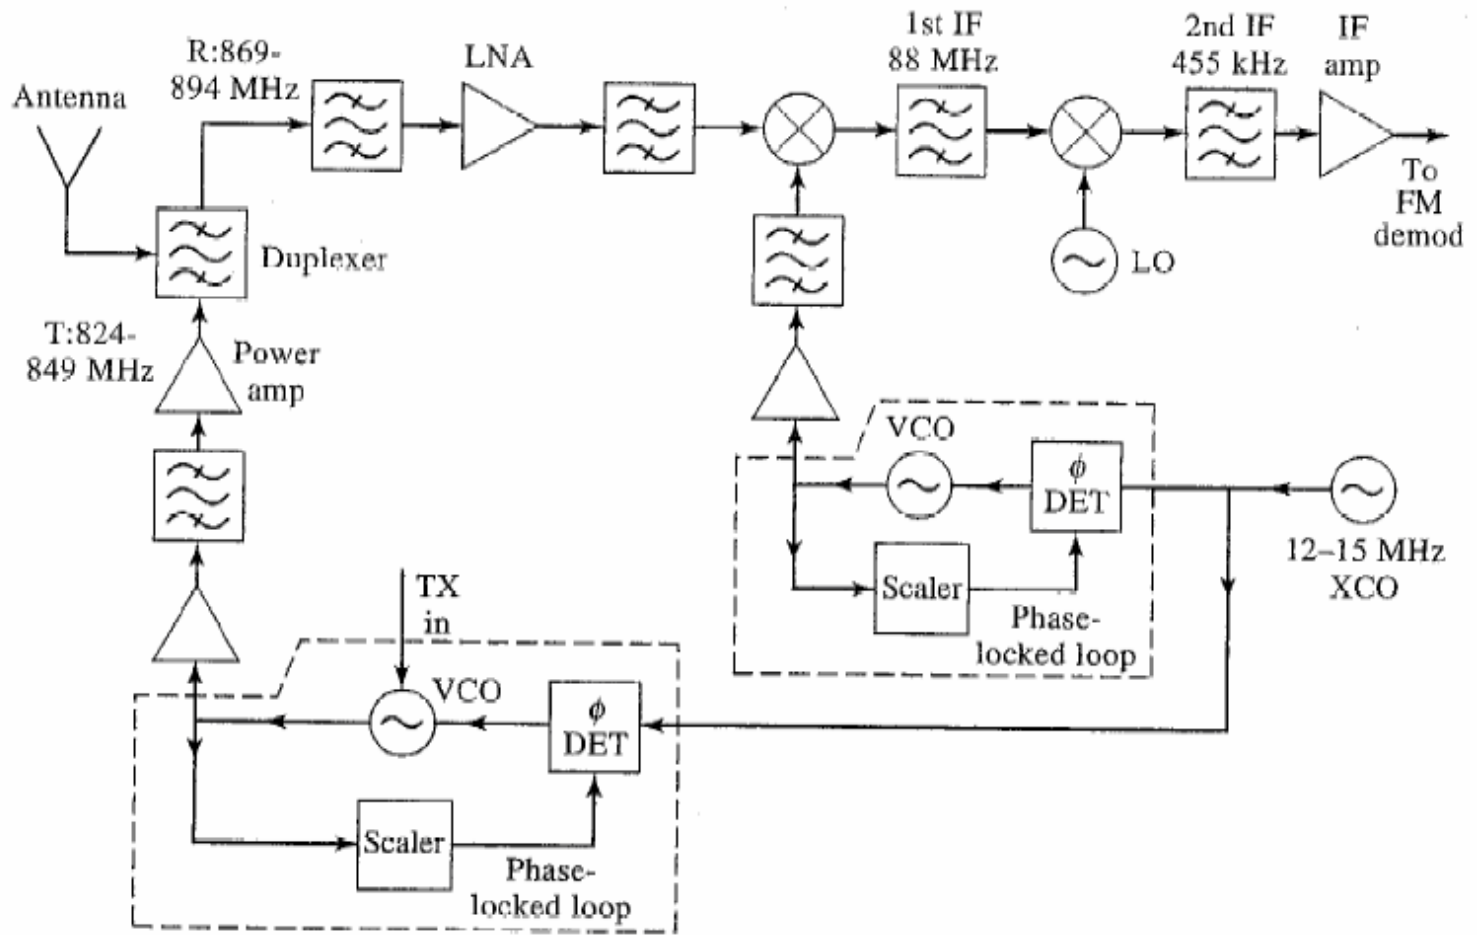 1st IF
88 MHz
2nd IF
455 kHz
IF
amp
R:869-
894 MHz
LNA
Antenna
To
FM
demod
Duplexer
LO
T:824-
849 MHz
Power
amp
VCO
ϕ
DET
12–15 MHz
XCO
Scaler
Phase-
locked loop
TX
in
VCO
ϕ
DET
Scaler
Phase-
locked loop